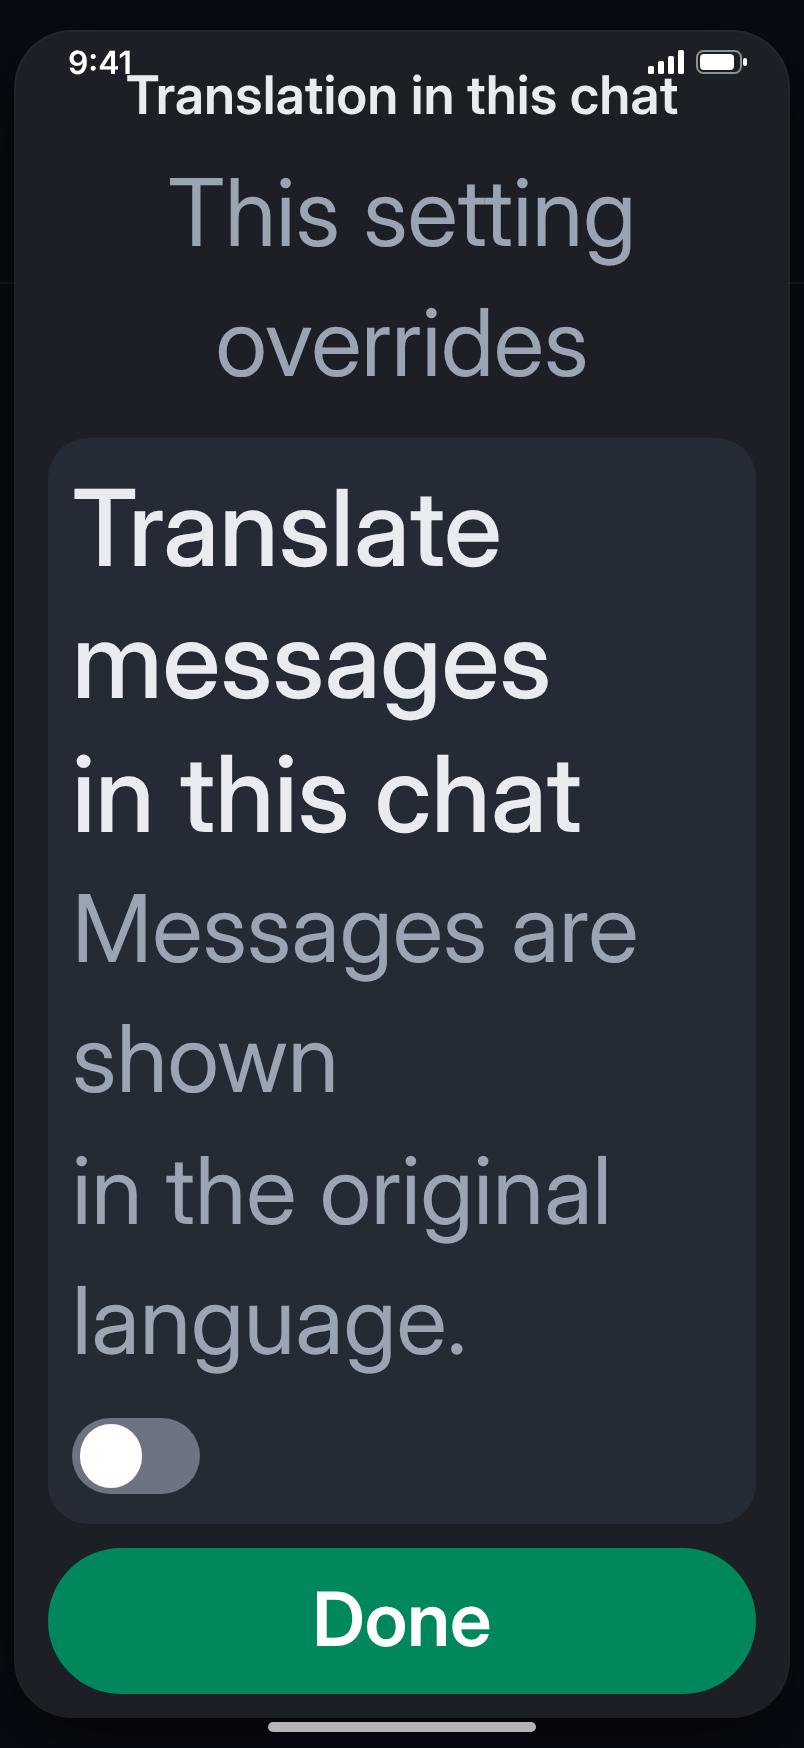 9:41
Translation in this chat
This setting
overrides
Translate
messages
in this chat
Messages are
shown
in the original
language.
Done